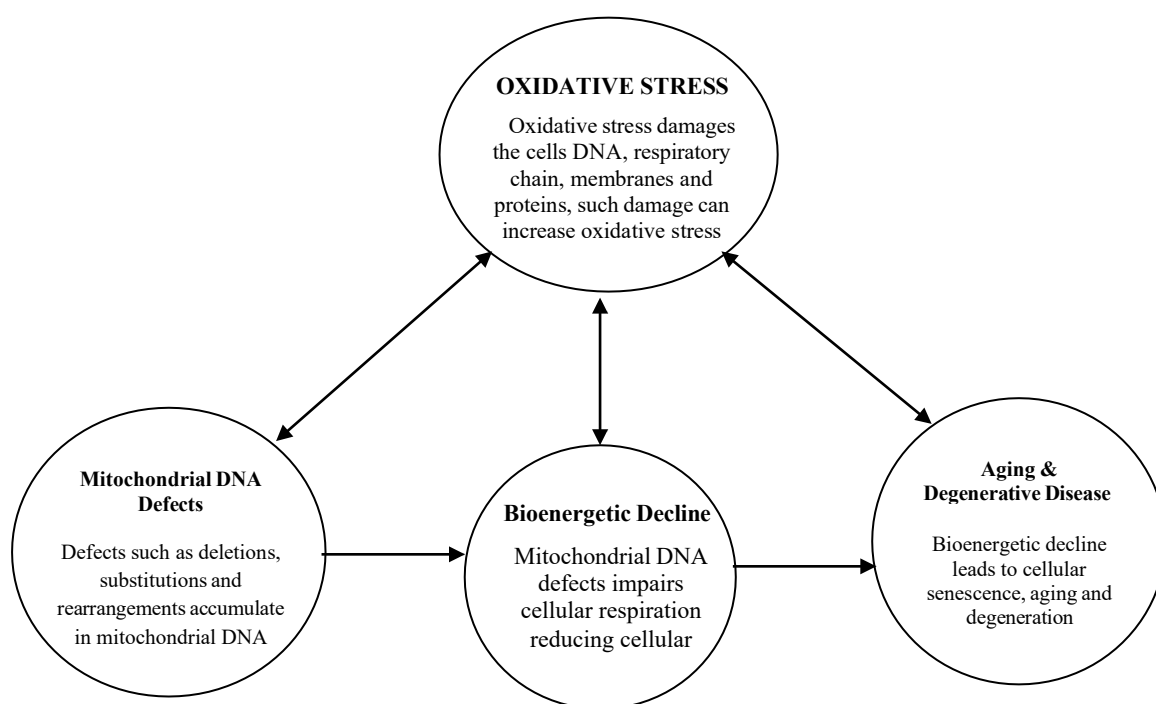 OXIDATIVE STRESS
Oxidative stress damages
the cells DNA, respiratory
chain, membranes and
proteins, such damage can
increase oxidative stress
Mitochondrial DNA
Defects
Defects such as deletions,
substitutions and
rearrangements accumulate
in mitochondrial DNA
Bioenergetic Decline
Mitochondrial DNA
defects impairs
cellular respiration
reducing cellular
Aging &
Degenerative Disease
Bioenergetic decline
leads to cellular
senescence, aging and
degeneration